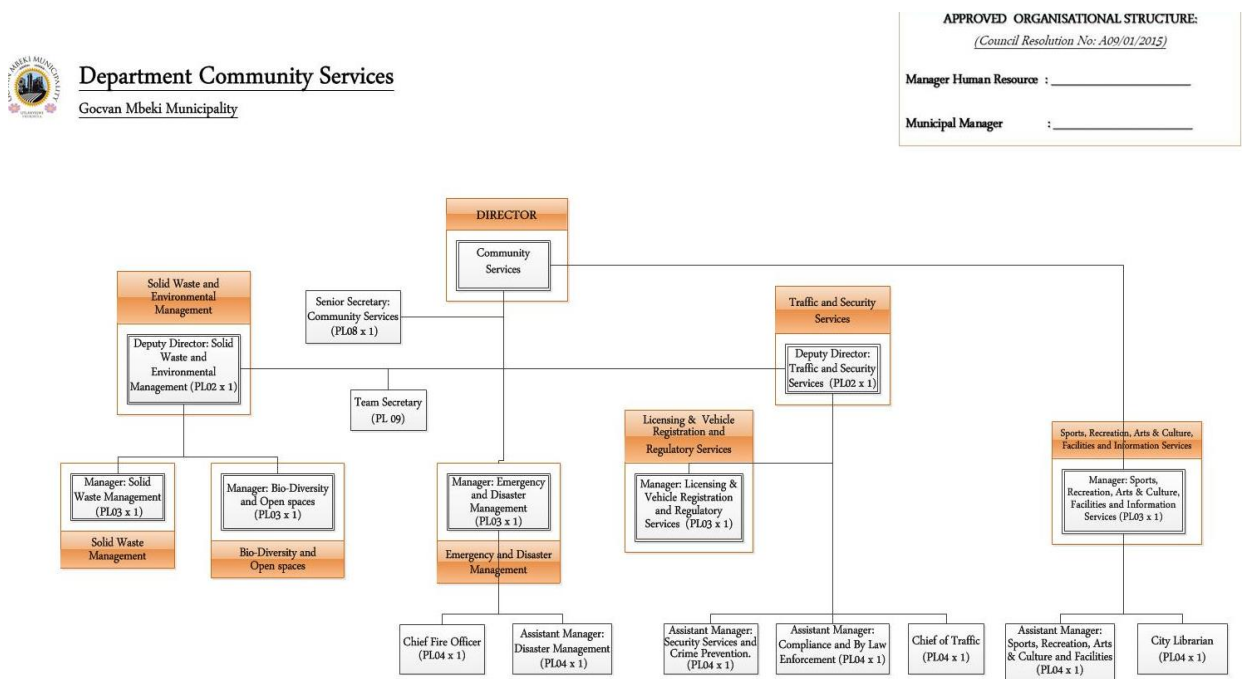 APPROVED ORGANISATIONAL STRUCTURE:
(Council Resolution No: A09/01/2015)
Manager Human Resource :
Municipal Manager :
Department Community Services
Gocvan Mbeki Municipality
DIRECTOR
Community
Services
Solid Waste and
Environmental
Management
Deputy Director: Solid
Waste and
Environmental
Management (PL02 x 1)
Senior Secretary:
Community Services
(PL08 x 1)
Traffic and Security
Services
Deputy Director:
Traffic and Security
Services (PL02 x 1)
Team Secretary
(PL 09)
Manager: Solid
Waste Management
(PL03 x 1)
Solid Waste
Management
Manager: Bio-Diversity
and Open spaces
(PL03 x 1)
Bio-Diversity and
Open spaces
Manager: Emergency
and Disaster
Management
(PL03 x 1)
Emergency and Disaster
Management
Licensing & Vehicle
Registration and
Regulatory Services
Manager: Licensing &
Vehicle Registration
and Regulatory
Services (PL03 x 1)
Sports, Recreation, Arts & Culture,
Facilities and Information Services
Manager: Sports,
Recreation, Arts & Culture,
Facilities and Information
Services (PL03 x 1)
Chief Fire Officer
(PL04 x 1)
Assistant Manager:
Disaster Management
(PL04 x 1)
Assistant Manager:
Security Services and
Crime Prevention.
(PL04 x 1)
Assistant Manager:
Compliance and By Law
Enforcement (PL04 x 1)
Chief of Traffic
(PL04 x 1)
Assistant Manager:
Sports, Recreation, Arts
& Culture and Facilities
(PL04 x 1)
City Librarian
(PL04 x 1)